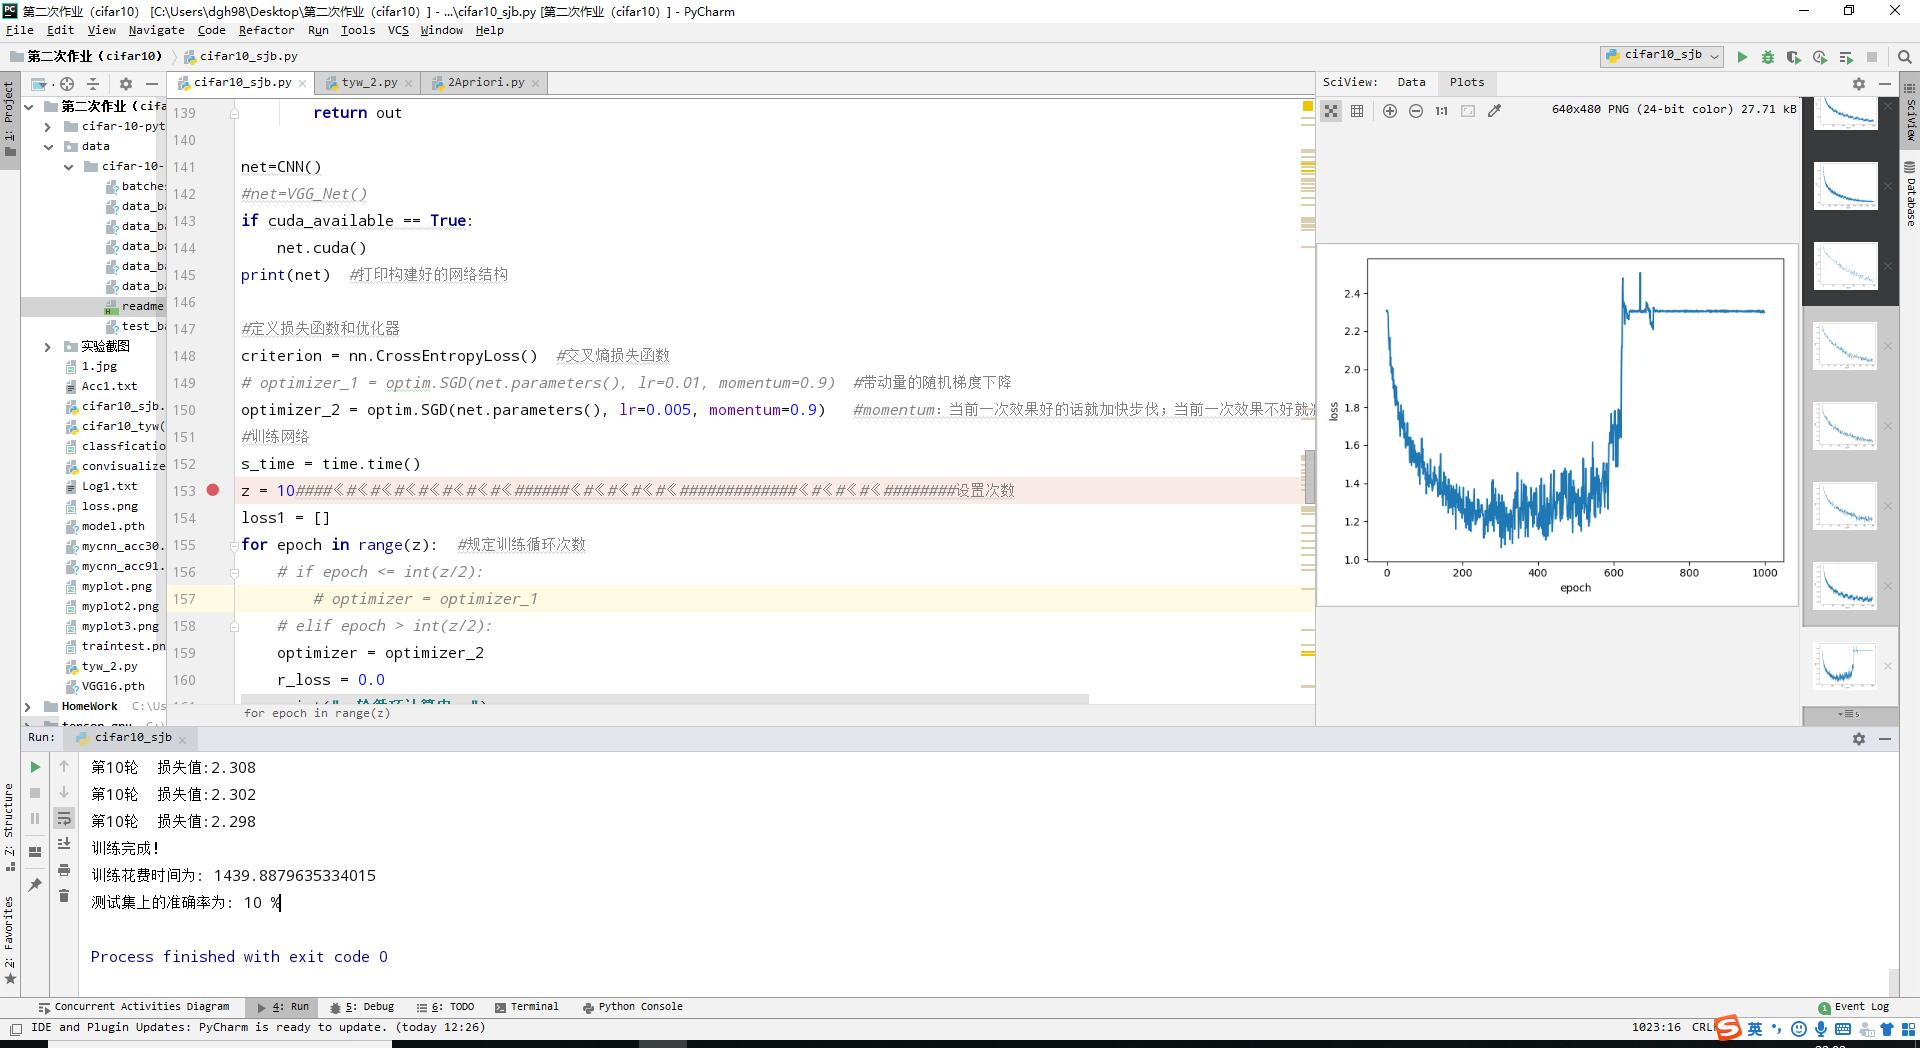 第二次作业（cifar10） [C:\Users\dgh98\Desktop\第二次作业（cifar10）] - ...\cifar10_sjb.py [第二次作业（cifar10）] - PyCharm
File Edit View Navigate Code Refactor Run Tools VCS Window Help
第二次作业（cifar10） cifar10_sjb.py
cifar10_sjb
1: Project
cifar10_sjb.py tyw_2.py 2Apriori.py
SciView: Data Plots
640x480 PNG (24-bit color) 27.71 kB
SciView
Database
第二次作业（cifa
cifar-10-pyt
data
cifar-10-
batche
data_ba
data_ba
data_ba
data_ba
data_ba
data_ba
readme
test_ba
实验截图
1.jpg
Acc1.txt
cifar10_sjb.
cifar10_tyw(
classficatio
convisualize
Log1.txt
loss.png
model.pth
mycnn_acc30.
mycnn_acc91.
myplot.png
myplot2.png
myplot3.png
traintest.pn
tyw_2.py
VGG16.pth
HomeWork C:\Us
139 return out
140
141 net=CNN()
142 #net=VGG_Net()
143 if cuda_available == True:
144 net.cuda()
145 print(net) #打印构建好的网络结构
146
147 #定义损失函数和优化器
148 criterion = nn.CrossEntropyLoss() #交叉熵损失函数
149 # optimizer_1 = optim.SGD(net.parameters(), lr=0.01, momentum=0.9) #带动量的随机梯度下降
150 optimizer_2 = optim.SGD(net.parameters(), lr=0.005, momentum=0.9) #momentum：当前一次效果好的话就加快步伐；当前一次效果不好就
151 #训练网络
152 s_time = time.time()
153 z = 10####<#<#<#<#<#<#<#<######<#<#<#<#<#############<#<#<#<########设置次数
154 loss1 = []
155 for epoch in range(z): #规定训练循环次数
156 # if epoch <= int(z/2):
157 # optimizer = optimizer_1
158 # elif epoch > int(z/2):
159 optimizer = optimizer_2
160 r_loss = 0.0
for epoch in range(z)
2.4
2.2
2.0
1.8
1.6
1.4
1.2
1.0
loss
0 200 400 600 800 1000
epoch
5
Run: cifar10_sjb
第10轮 损失值:2.308
第10轮 损失值:2.302
第10轮 损失值:2.298
训练完成!
训练花费时间为: 1439.8879635334015
测试集上的准确率为: 10 %
Process finished with exit code 0
Z: Structure
2: Favorites
Concurrent Activities Diagram 4: Run 5: Debug 6: TODO Terminal Python Console
1 Event Log
IDE and Plugin Updates: PyCharm is ready to update. (today 12:26)
1023:16 CRL
S 英